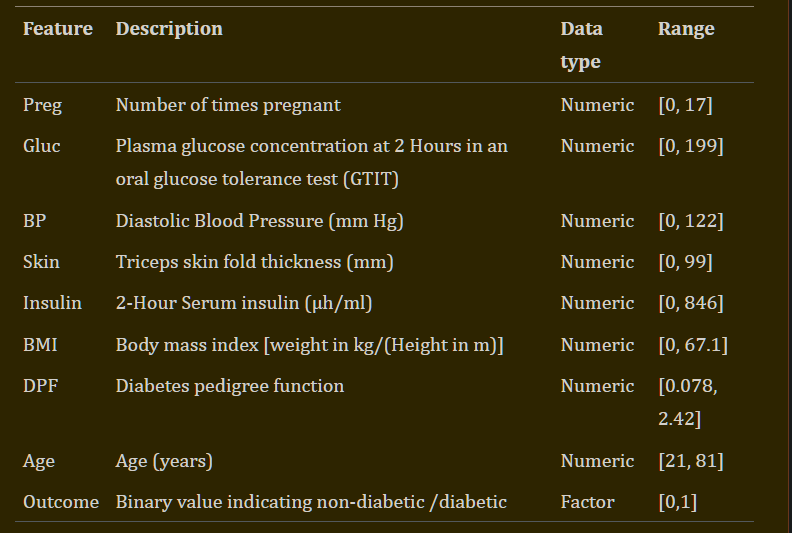 Feature Description Data Range
type
Preg Number of times pregnant Numeric [0, 17]
Gluc Plasma glucose concentration at 2 Hours in an Numeric [0, 199]
oral glucose tolerance test (GTIT)
BP Diastolic Blood Pressure (mm Hg) Numeric [0, 122]
Skin Triceps skin fold thickness (mm) Numeric [0, 99]
Insulin 2-Hour Serum insulin (μh/ml) Numeric [0, 846]
BMI Body mass index [weight in kg/(Height in m)] Numeric [0, 67.1]
DPF Diabetes pedigree function Numeric [0.078,
2.42]
Age Age (years) Numeric [21, 81]
Outcome Binary value indicating non-diabetic /diabetic Factor [0,1]